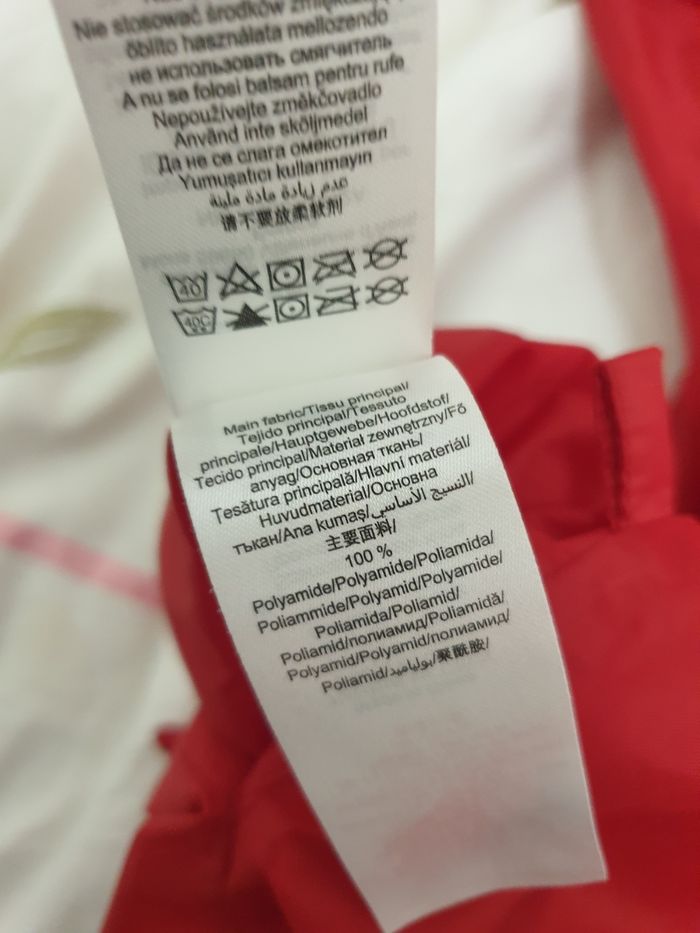 Nie stosować środków
öblítő használata mellőzendő
не использовать смягчитель
A nu se folosi balsam pentru rufe
Nepoužívejte změkčovadlo
Använd inte sköljmedel
Да не се слага омекотител
Yumuşatıcı kullanmayın
عدم زيادة مادة ملينة
请不要放柔软剂
40
40C
Main fabric/Tissu principal/
Tejido principal/Tessuto
principale/Hauptgewebe/Hoofdstof/
Tecido principal/Materiał zewnętrzny/Fő
anyag/Основная ткань/
Tesătura principală/Hlavní materiál/
Huvudmaterial/Основна
тъкан/Ana kumaş/النسيج الأساسي/
主要面料/
100 %
Polyamide/Polyamide/Poliamida/
Poliammide/Polyamid/Polyamide/
Poliamida/Poliamid/
Poliamid/полиамид/Poliamidă/
Polyamid/Polyamid/полиамид/
Poliamid/بولياميد/聚酰胺/